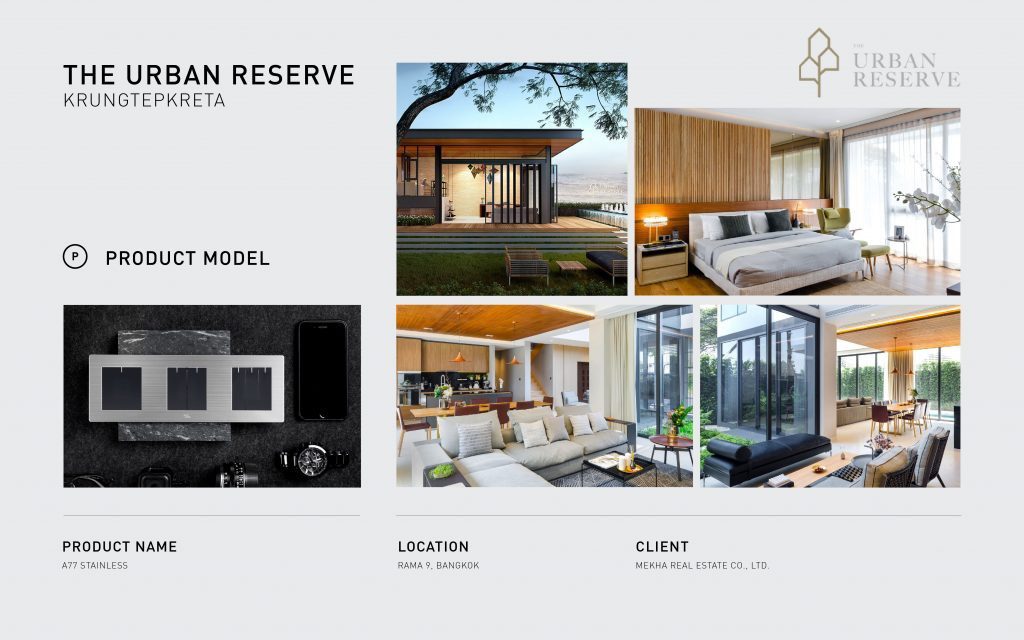 THE URBAN RESERVE
KRUNGTEPKRETA
THE
URBAN
RESERVE
P PRODUCT MODEL
PRODUCT NAME
A77 STAINLESS
LOCATION
RAMA 9, BANGKOK
CLIENT
MEKHA REAL ESTATE CO., LTD.